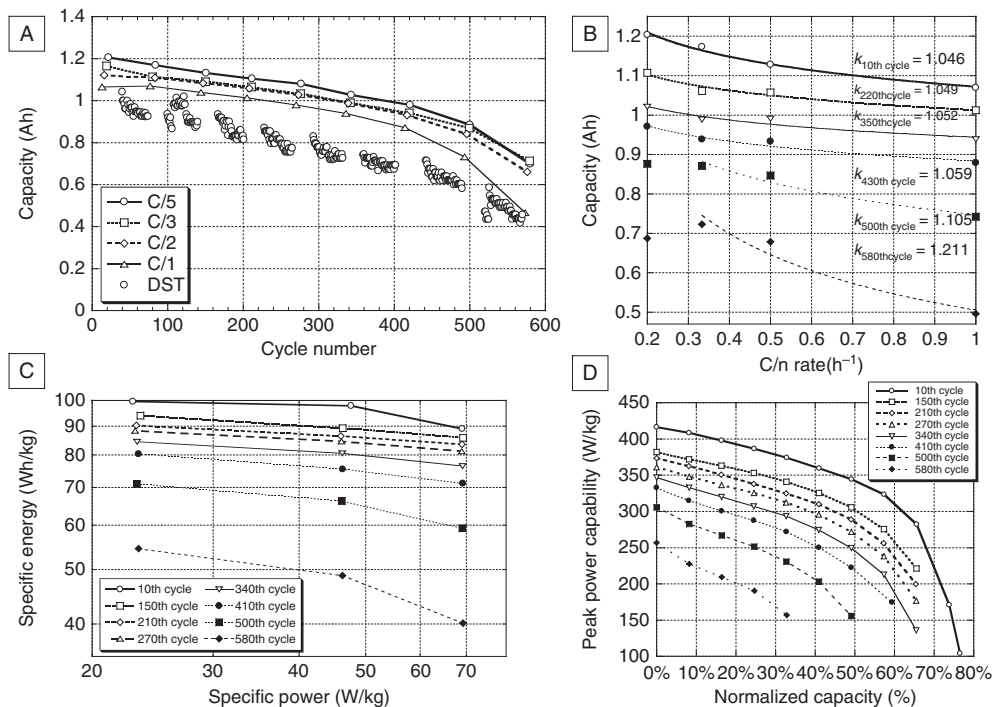 A
Capacity (Ah)
1.4
1.2
1
0.8
0.6
0.4
0.2
0
C/5
C/3
C/2
C/1
DST
0 100 200 300 400 500 600
Cycle number
B
Capacity (Ah)
1.2
1.1
1
0.9
0.8
0.7
0.6
0.5
k10th cycle = 1.046
k220thcycle = 1.049
k350thcycle = 1.052
k430th cycle = 1.059
k500th cycle = 1.105
k580thcycle = 1.211
0.2 0.3 0.4 0.5 0.6 0.7 0.8 0.9 1
C/n rate(h–1)
C
Specific energy (Wh/kg)
100
90
80
70
60
50
40
10th cycle
150th cycle
210th cycle
270th cycle
340th cycle
410th cycle
500th cycle
580th cycle
20 30 40 50 60 70
Specific power (W/kg)
D
Peak power capability (W/kg)
450
400
350
300
250
200
150
100
10th cycle
150th cycle
210th cycle
270th cycle
340th cycle
410th cycle
500th cycle
580th cycle
0% 10% 20% 30% 40% 50% 60% 70% 80%
Normalized capacity (%)